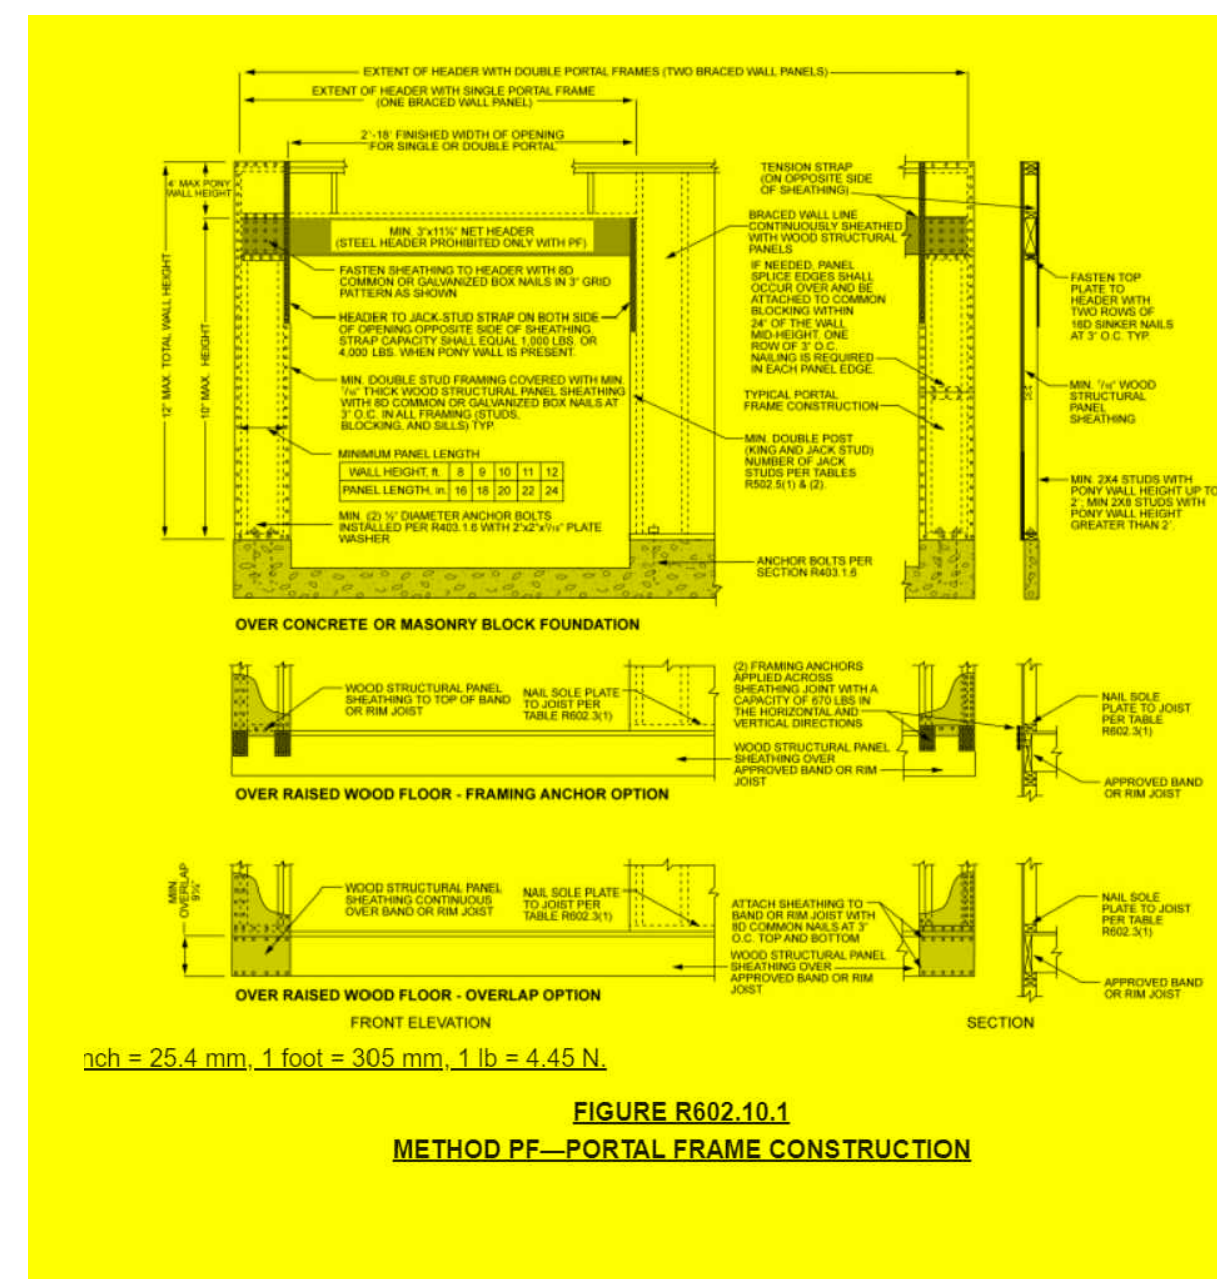 EXTENT OF HEADER WITH DOUBLE PORTAL FRAMES (TWO BRACED WALL PANELS)
EXTENT OF HEADER WITH SINGLE PORTAL FRAME
(ONE BRACED WALL PANEL)
2'-18' FINISHED WIDTH OF OPENING
FOR SINGLE OR DOUBLE PORTAL
4' MAX PONY
WALL HEIGHT
12" MAX. TOTAL WALL HEIGHT
10" MAX. HEIGHT
MIN. 3"x11¼" NET HEADER
(STEEL HEADER PROHIBITED ONLY WITH PF)
FASTEN SHEATHING TO HEADER WITH 8D
COMMON OR GALVANIZED BOX NAILS IN 3" GRID
PATTERN AS SHOWN
HEADER TO JACK-STUD STRAP ON BOTH SIDE
OF OPENING OPPOSITE SIDE OF SHEATHING.
STRAP CAPACITY SHALL EQUAL 1,000 LBS. OR
4,000 LBS. WHEN PONY WALL IS PRESENT.
MIN. DOUBLE STUD FRAMING COVERED WITH MIN.
7/16" THICK WOOD STRUCTURAL PANEL SHEATHING
WITH 8D COMMON OR GALVANIZED BOX NAILS AT
3" O.C. IN ALL FRAMING (STUDS,
BLOCKING, AND SILLS) TYP.
MINIMUM PANEL LENGTH
WALL HEIGHT, ft. 8 9 10 11 12
PANEL LENGTH, in. 16 18 20 22 24
MIN. (2) ½" DIAMETER ANCHOR BOLTS
INSTALLED PER R403.1.6 WITH 2"x2"x3/16" PLATE
WASHER
TENSION STRAP
(ON OPPOSITE SIDE
OF SHEATHING)
BRACED WALL LINE
CONTINUOUSLY SHEATHED
WITH WOOD STRUCTURAL
PANELS
IF NEEDED, PANEL
SPLICE EDGES SHALL
OCCUR OVER AND BE
ATTACHED TO COMMON
BLOCKING WITHIN
24" OF THE WALL
MID-HEIGHT. ONE
ROW OF 3" O.C.
NAILING IS REQUIRED
IN EACH PANEL EDGE.
TYPICAL PORTAL
FRAME CONSTRUCTION
MIN. DOUBLE POST
(KING AND JACK STUD)
NUMBER OF JACK
STUDS PER TABLES
R502.5(1) & (2).
ANCHOR BOLTS PER
SECTION R403.1.6
FASTEN TOP
PLATE TO
HEADER WITH
TWO ROWS OF
16D SINKER NAILS
AT 3" O.C. TYP.
MIN. 7/16" WOOD
STRUCTURAL
PANEL
SHEATHING
MIN. 2X4 STUDS WITH
PONY WALL HEIGHT UP TO
2'; MIN 2X6 STUDS WITH
PONY WALL HEIGHT
GREATER THAN 2'.
OVER CONCRETE OR MASONRY BLOCK FOUNDATION
WOOD STRUCTURAL PANEL
SHEATHING TO TOP OF BAND
OR RIM JOIST
NAIL SOLE PLATE
TO JOIST PER
TABLE R602.3(1)
(2) FRAMING ANCHORS
APPLIED ACROSS
SHEATHING JOINT WITH A
CAPACITY OF 670 LBS IN
THE HORIZONTAL AND
VERTICAL DIRECTIONS
WOOD STRUCTURAL PANEL
SHEATHING OVER
APPROVED BAND OR RIM
JOIST
NAIL SOLE
PLATE TO JOIST
PER TABLE
R602.3(1)
APPROVED BAND
OR RIM JOIST
OVER RAISED WOOD FLOOR - FRAMING ANCHOR OPTION
MIN.
OVERLAP
9¼"
WOOD STRUCTURAL PANEL
SHEATHING CONTINUOUS
OVER BAND OR RIM JOIST
NAIL SOLE PLATE
TO JOIST PER
TABLE R602.3(1)
ATTACH SHEATHING TO
BAND OR RIM JOIST WITH
8D COMMON NAILS AT 3"
O.C. TOP AND BOTTOM
WOOD STRUCTURAL PANEL
SHEATHING OVER
APPROVED BAND OR RIM
JOIST
NAIL SOLE
PLATE TO JOIST
PER TABLE
R602.3(1)
APPROVED BAND
OR RIM JOIST
OVER RAISED WOOD FLOOR - OVERLAP OPTION
FRONT ELEVATION
SECTION
nch = 25.4 mm, 1 foot = 305 mm, 1 lb = 4.45 N.
FIGURE R602.10.1
METHOD PF—PORTAL FRAME CONSTRUCTION